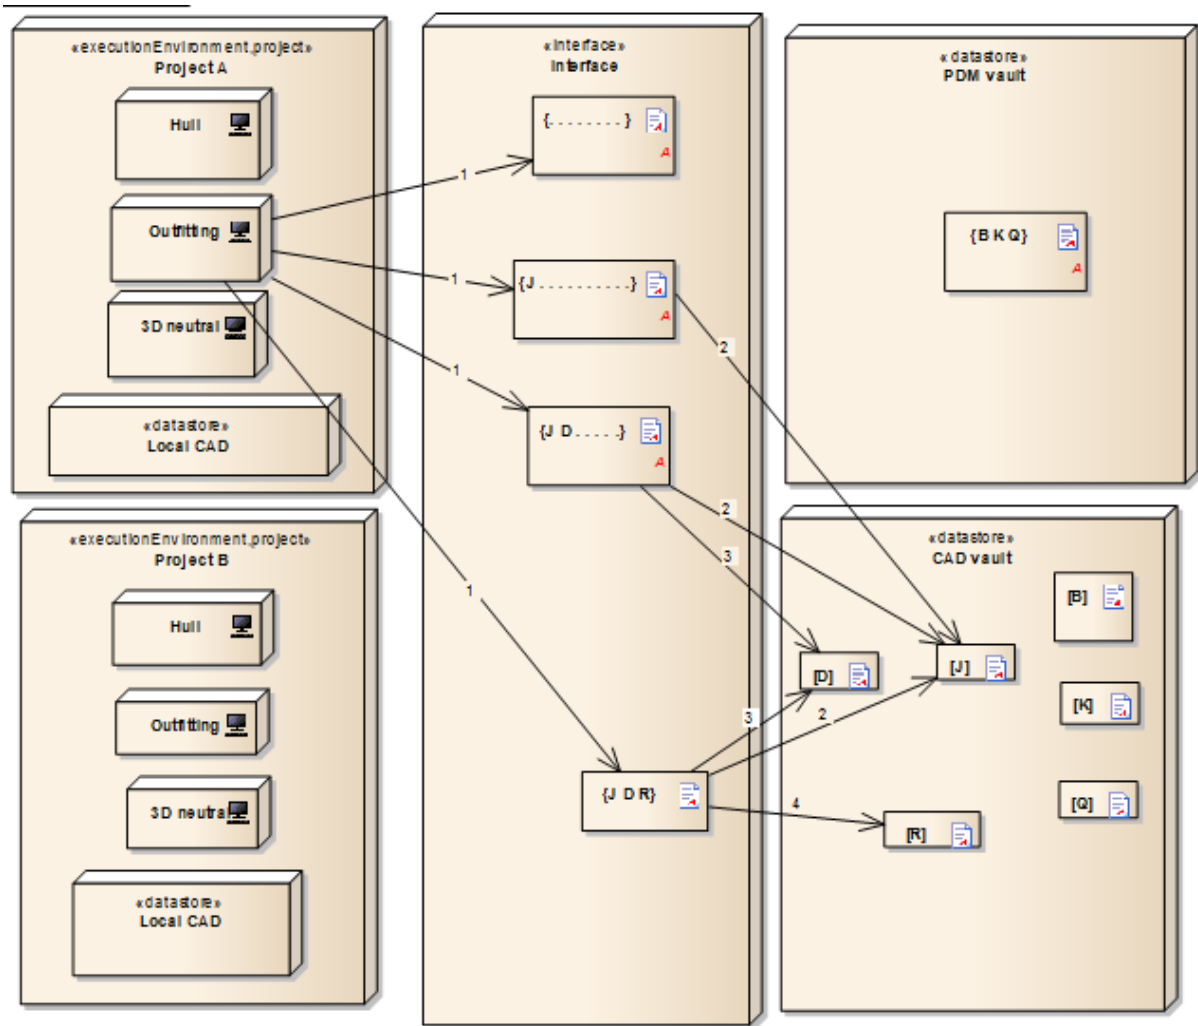 «executionEnvironment,project»
Project A
Hull
Outfitting
3D neutral
«datastore»
Local CAD
«executionEnvironment,project»
Project B
Hull
Outfitting
3D neutral
«datastore»
Local CAD
«interface»
Interface
{. . . . . . . . }
A
{J . . . . . . . . . . }
A
{J D . . . . . }
A
{J D R}
1
1
1
1
2
2
3
3
2
4
«datastore»
PDM vault
{B K Q}
A
«datastore»
CAD vault
[B]
[D]
[J]
[K]
[Q]
[R]